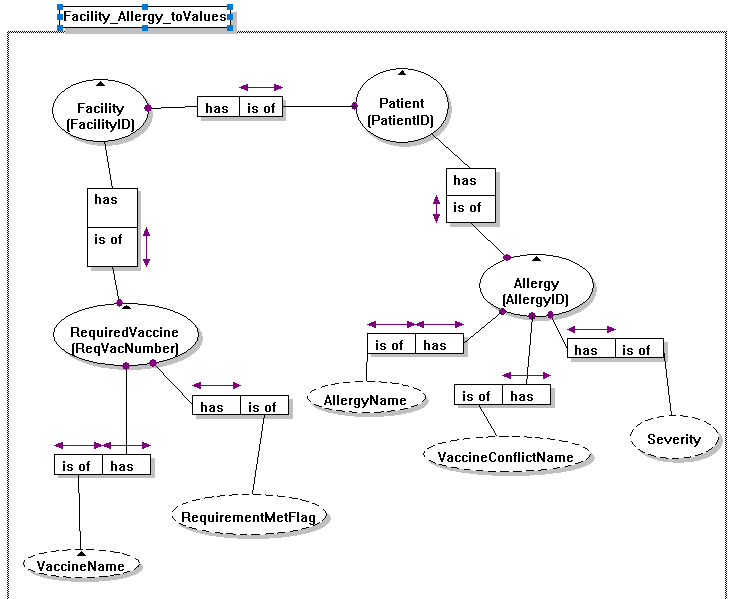 Facility_Allergy_toValues
Facility
(FacilityID)
has
is of
Patient
(PatientID)
has
is of
has
is of
Allergy
(AllergyID)
RequiredVaccine
(ReqVacNumber)
is of
has
has
is of
AllergyName
is of
has
has
is of
Severity
VaccineConflictName
is of
has
RequirementMetFlag
VaccineName